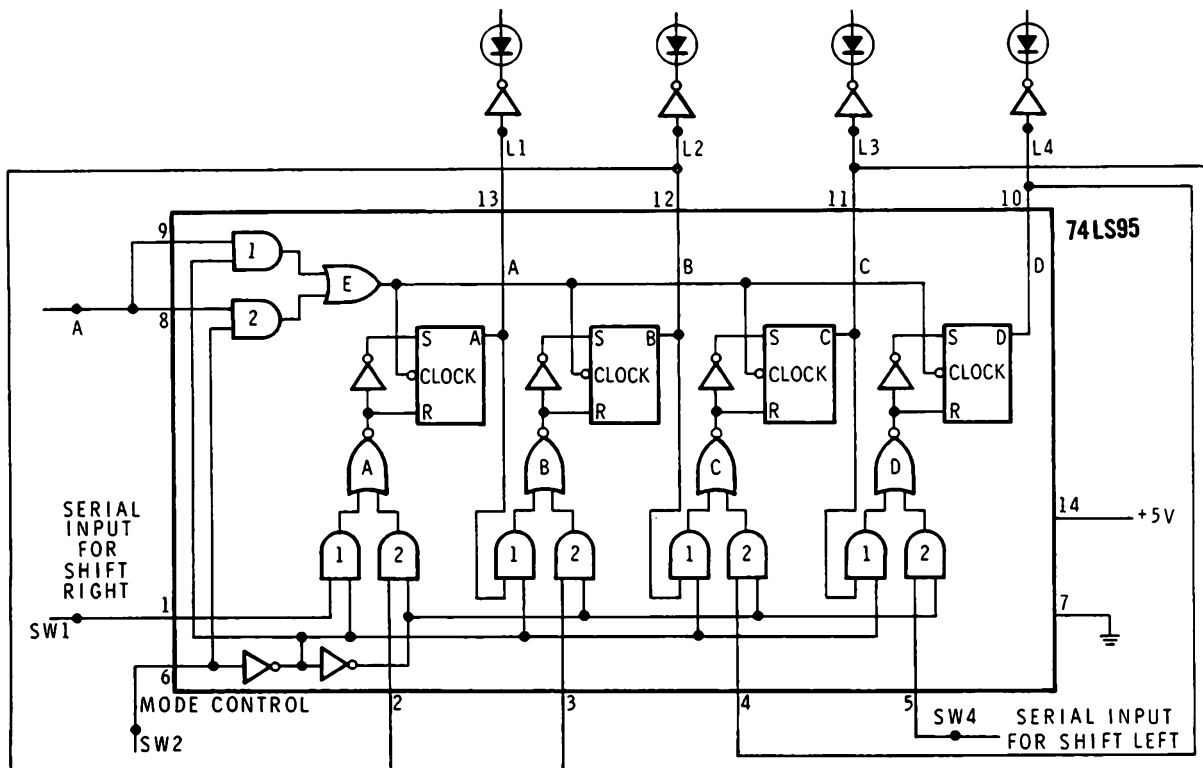 L1
L2
L3
L4
13
12
11
10
74LS95
9
1
A
B
C
D
E
A
8
2
S
A
S
B
S
C
S
D
CLOCK
CLOCK
CLOCK
CLOCK
R
R
R
R
A
B
C
D
SERIAL
INPUT
FOR
SHIFT
RIGHT
14
+5V
1
2
1
2
1
2
1
2
1
7
SW1
6
MODE CONTROL
2
3
4
5
SW2
SW4
SERIAL INPUT
FOR SHIFT LEFT